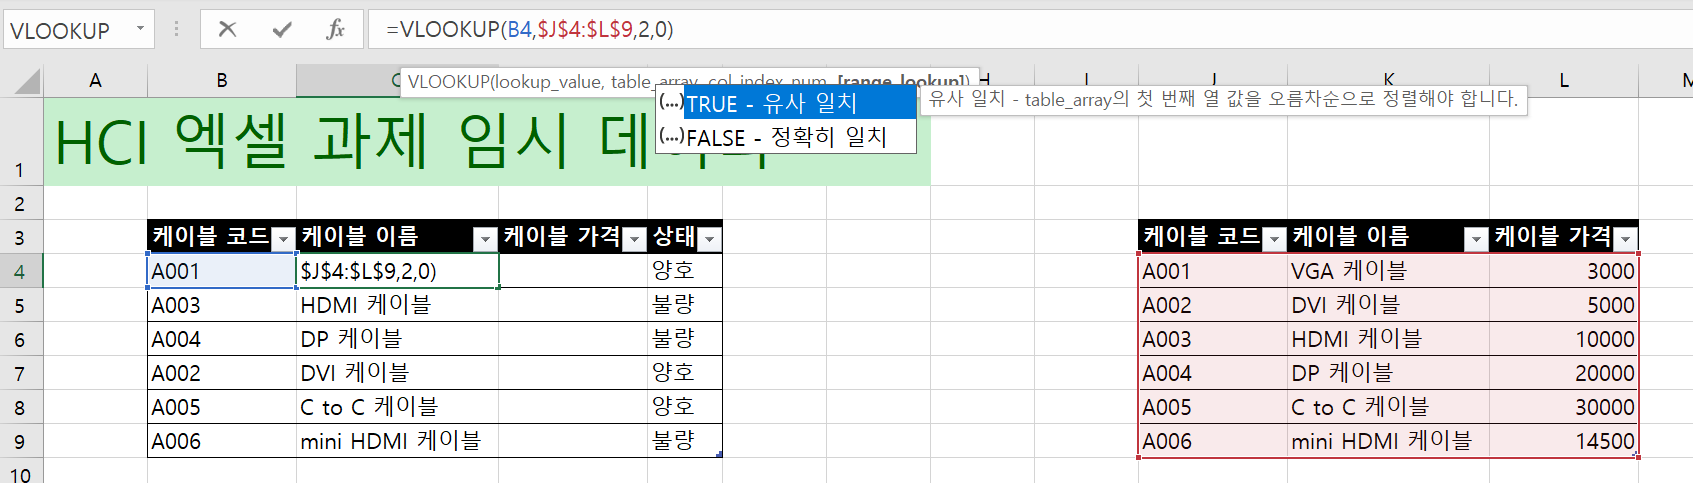 VLOOKUP
fx
=VLOOKUP(B4,$J$4:$L$9,2,0)
A B C H I J K L M
VLOOKUP(lookup_value, table_array, col_index_num, [range_lookup])
(...)TRUE - 유사 일치
유사 일치 - table_array의 첫 번째 열 값을 오름차순으로 정렬해야 합니다.
(...)FALSE - 정확히 일치
1 HCI 엑셀 과제 임시 데이터
2
3 케이블 코드 케이블 이름 케이블 가격 상태 케이블 코드 케이블 이름 케이블 가격
4 A001 $J$4:$L$9,2,0) 양호 A001 VGA 케이블 3000
5 A003 HDMI 케이블 불량 A002 DVI 케이블 5000
6 A004 DP 케이블 불량 A003 HDMI 케이블 10000
7 A002 DVI 케이블 양호 A004 DP 케이블 20000
8 A005 C to C 케이블 양호 A005 C to C 케이블 30000
9 A006 mini HDMI 케이블 불량 A006 mini HDMI 케이블 14500
10